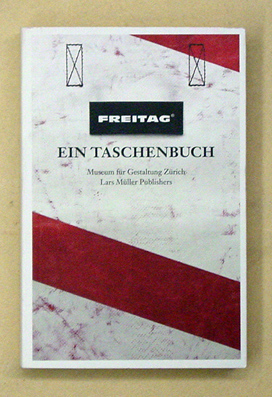 FREITAG®
EIN TASCHENBUCH
Museum für Gestaltung Zürich
Lars Müller Publishers